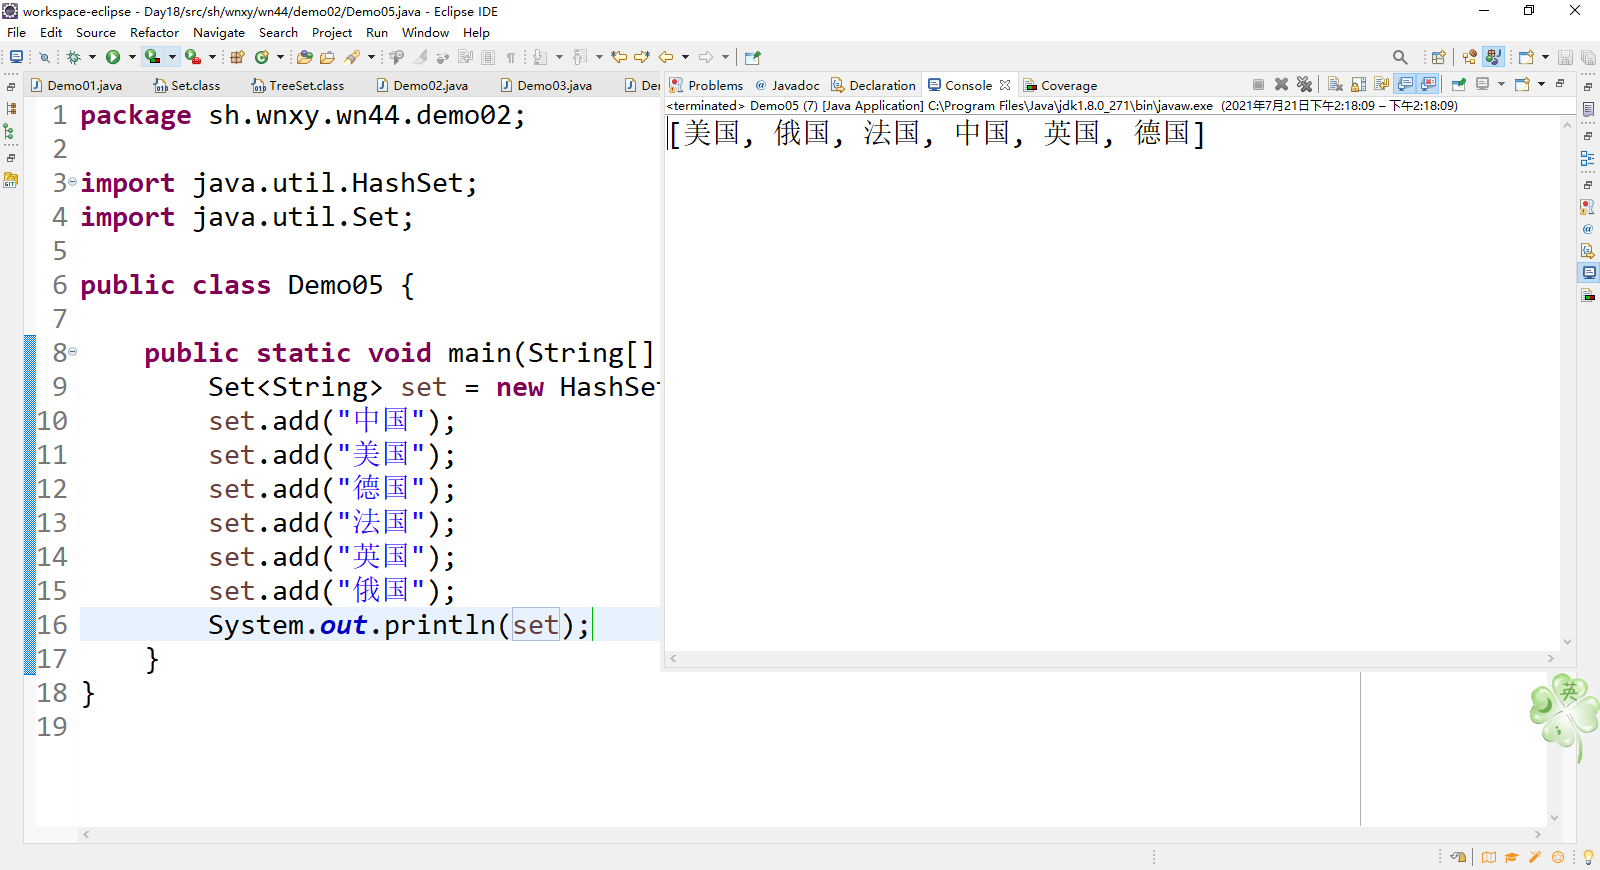 workspace-eclipse - Day18/src/sh/wnxy/wn44/demo02/Demo05.java - Eclipse IDE
File Edit Source Refactor Navigate Search Project Run Window Help
Demo01.java Set.class TreeSet.class Demo02.java Demo03.java De
Problems @ Javadoc Declaration Console Coverage
<terminated> Demo05 (7) [Java Application] C:\Program Files\Java\jdk1.8.0_271\bin\javaw.exe (2021年7月21日下午2:18:09 – 下午2:18:09)
[美国, 俄国, 法国, 中国, 英国, 德国]
1 package sh.wnxy.wn44.demo02;
2
3 import java.util.HashSet;
4 import java.util.Set;
5
6 public class Demo05 {
7
8 public static void main(String[]
9 Set<String> set = new HashSet
10 set.add("中国");
11 set.add("美国");
12 set.add("德国");
13 set.add("法国");
14 set.add("英国");
15 set.add("俄国");
16 System.out.println(set);
17 }
18 }
19
英